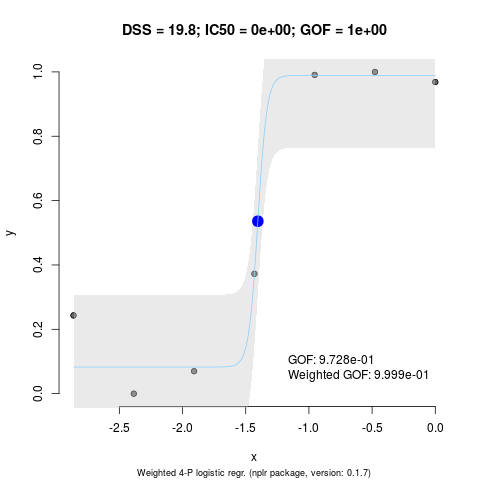 DSS = 19.8; IC50 = 0e+00; GOF = 1e+00
1.0
0.8
0.6
0.4
0.2
0.0
y
GOF: 9.728e-01
Weighted GOF: 9.999e-01
-2.5 -2.0 -1.5 -1.0 -0.5 0.0
x
Weighted 4-P logistic regr. (nplr package, version: 0.1.7)